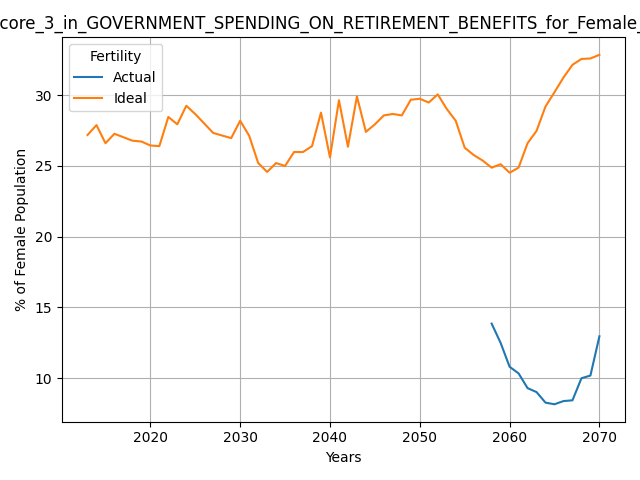 core_3_in_GOVERNMENT_SPENDING_ON_RETIREMENT_BENEFITS_for_Female_
Fertility
Actual
Ideal
% of Female Population
30
25
20
15
10
2020 2030 2040 2050 2060 2070
Years